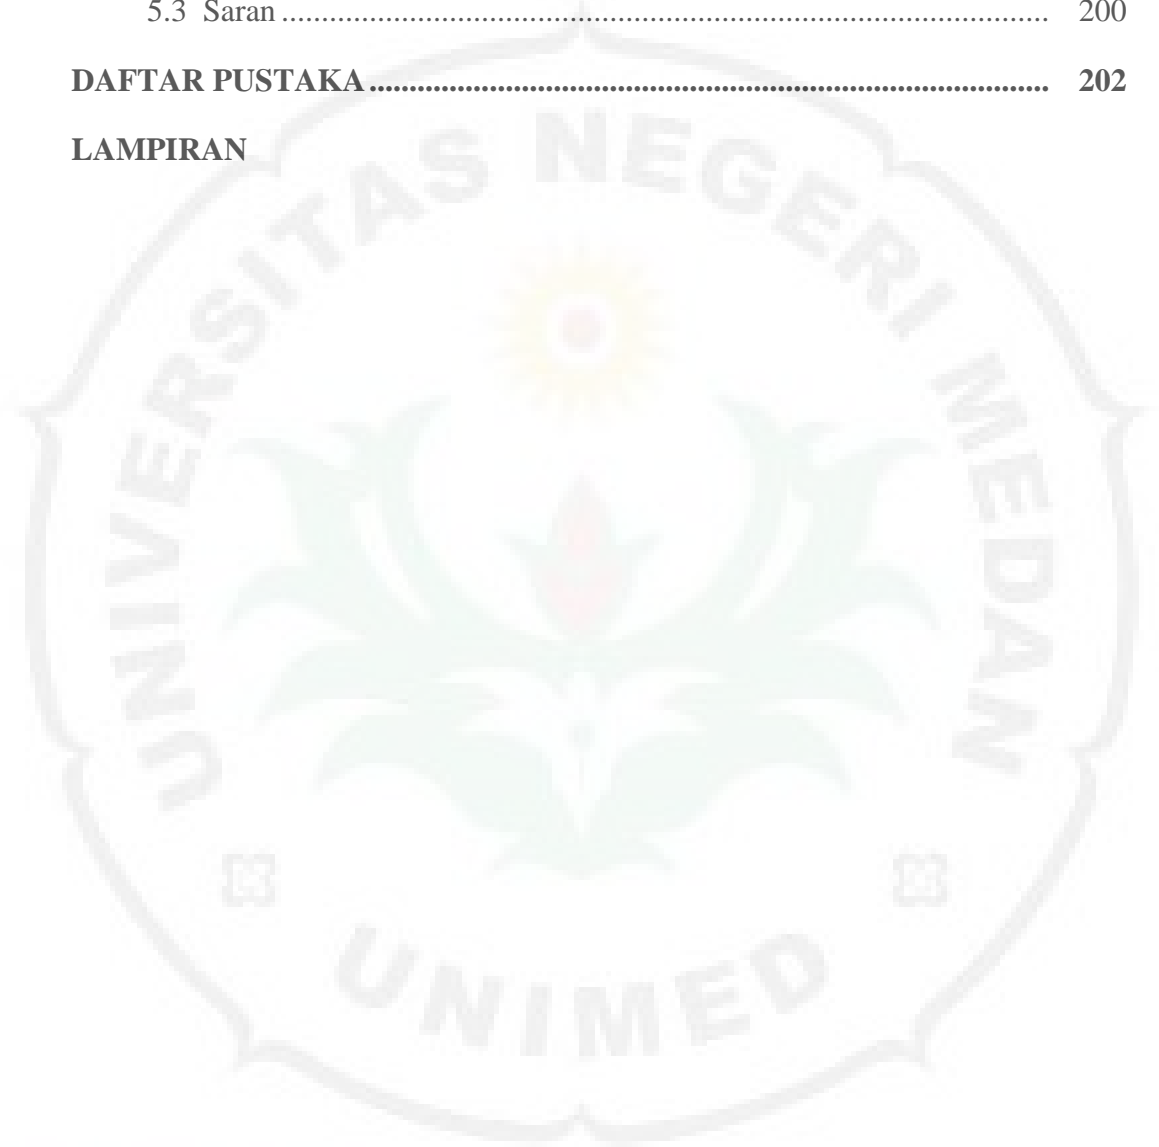 5.3 Saran ........................................................................ 200
DAFTAR PUSTAKA ........................................................................ 202
LAMPIRAN
UNIVERSITAS NEGERI MEDAN
UNIMED